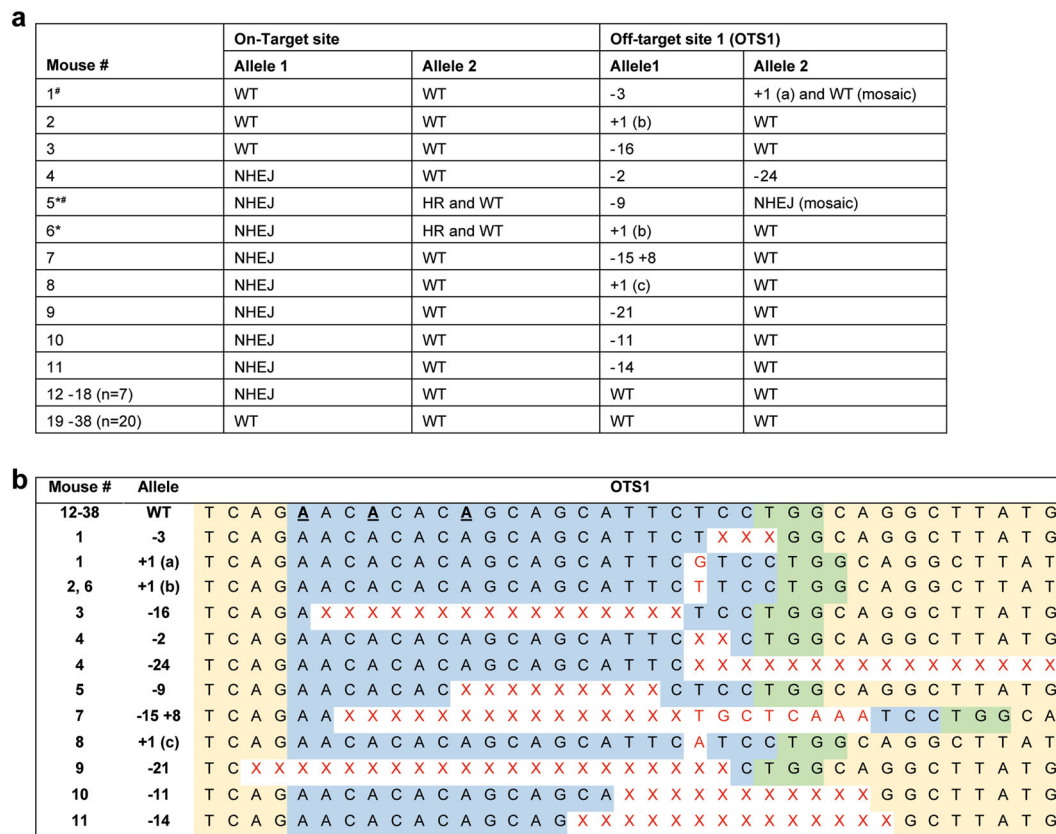 a
On-Target site Off-target site 1 (OTS1)
Mouse # Allele 1 Allele 2 Allele1 Allele 2
1# WT WT -3 +1 (a) and WT (mosaic)
2 WT WT +1 (b) WT
3 WT WT -16 WT
4 NHEJ WT -2 -24
5*# NHEJ HR and WT -9 NHEJ (mosaic)
6* NHEJ HR and WT +1 (b) WT
7 NHEJ WT -15 +8 WT
8 NHEJ WT +1 (c) WT
9 NHEJ WT -21 WT
10 NHEJ WT -11 WT
11 NHEJ WT -14 WT
12 -18 (n=7) NHEJ WT WT WT
19 -38 (n=20) WT WT WT WT
b
Mouse # Allele OTS1
12-38 WT T C A G A A C A C A C A G C A G C A T T C T C C T G G C A G G C T T A T G
1 -3 T C A G A A C A C A C A G C A G C A T T C T X X X G G C A G G C T T A T G
1 +1 (a) T C A G A A C A C A C A G C A G C A T T C G T C C T G G C A G G C T T A T
2, 6 +1 (b) T C A G A A C A C A C A G C A G C A T T C T T C C T G G C A G G C T T A T
3 -16 T C A G A X X X X X X X X X X X X X X X X T C C T G G C A G G C T T A T G
4 -2 T C A G A A C A C A C A G C A G C A T T C X X C T G G C A G G C T T A T G
4 -24 T C A G A A C A C A C A G C A G C A T T C X X X X X X X X X X X X X X X X
5 -9 T C A G A A C A C A C X X X X X X X X X C T C C T G G C A G G C T T A T G
7 -15 +8 T C A G A A X X X X X X X X X X X X X X X T G C T C A A A T C C T G G C A
8 +1 (c) T C A G A A C A C A C A G C A G C A T T C A T C C T G G C A G G C T T A T
9 -21 T C X X X X X X X X X X X X X X X X X X X X X C T G G C A G G C T T A T G
10 -11 T C A G A A C A C A C A G C A G C A X X X X X X X X X X X G G C T T A T G
11 -14 T C A G A A C A C A C A G C A G X X X X X X X X X X X X X X G C T T A T G